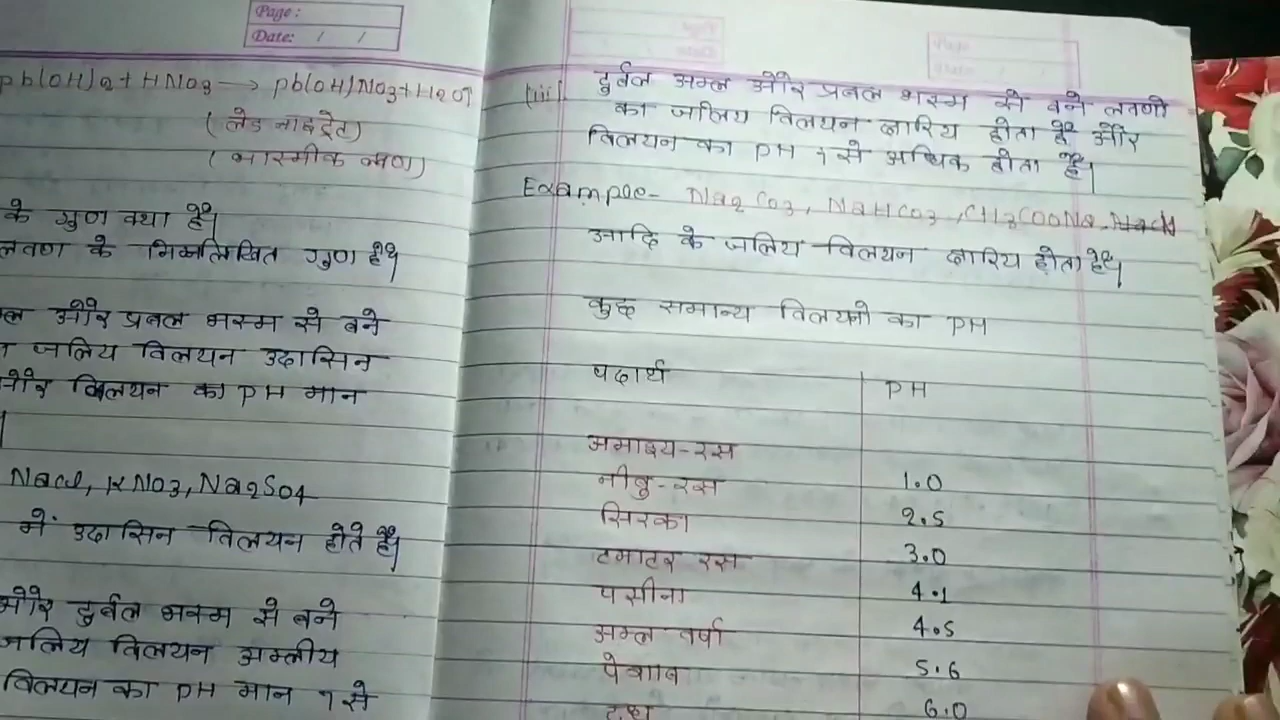 Page:
Date: / /
Pb(OH)2 + HNO3 → Pb(OH)NO3 + H2O
(लेड नाइट्रेट)
(भास्मीक लवण)
के गुण क्या है।
लवण के निम्नलिखित गुण है।
ल और प्रबल भस्म से बने
जलिय विलयन उदासिन
और विलयन का PH मान
NaCl, KNO3, Na2SO4
में उदासिन विलयन होते है।
और दुर्वल भस्म से बने
जलिय विलयन अम्लीय
विलयन का PH मान 7 से
(iii) दुर्वल अम्ल और प्रबल भस्म से बने लवणो
का जलिय विलयन क्षारिय होता है और
विलयन का PH 7 से अधिक होता है।
Example- Na2CO3, NaHCO3, CH3COONa
आदि के जलिय विलयन क्षारिय होता है।
कुछ समान्य विलयनो का PH
पदार्थ PH
अमाश्य-रस
नीबु-रस 1.0
सिरका 2.5
टमाटर रस 3.0
पसीना 4.1
अम्ल वर्षा 4.5
पेशाब 5.6
6.0